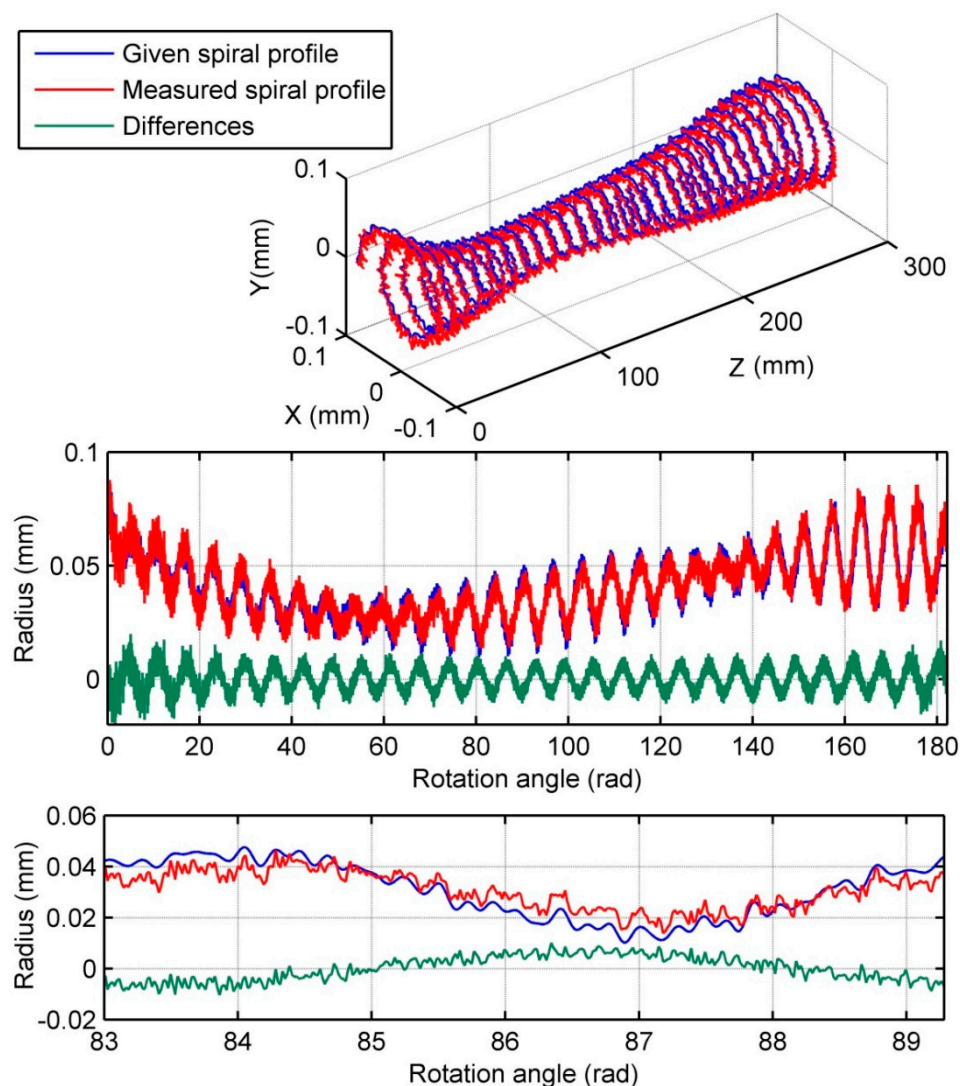 Given spiral profile
Measured spiral profile
Differences
0.1
0
-0.1
Y(mm)
0.1
0
-0.1
X (mm)
0
100
200
300
Z (mm)
0.1
0.05
0
Radius (mm)
0 20 40 60 80 100 120 140 160 180
Rotation angle (rad)
0.06
0.04
0.02
0
-0.02
Radius (mm)
83 84 85 86 87 88 89
Rotation angle (rad)